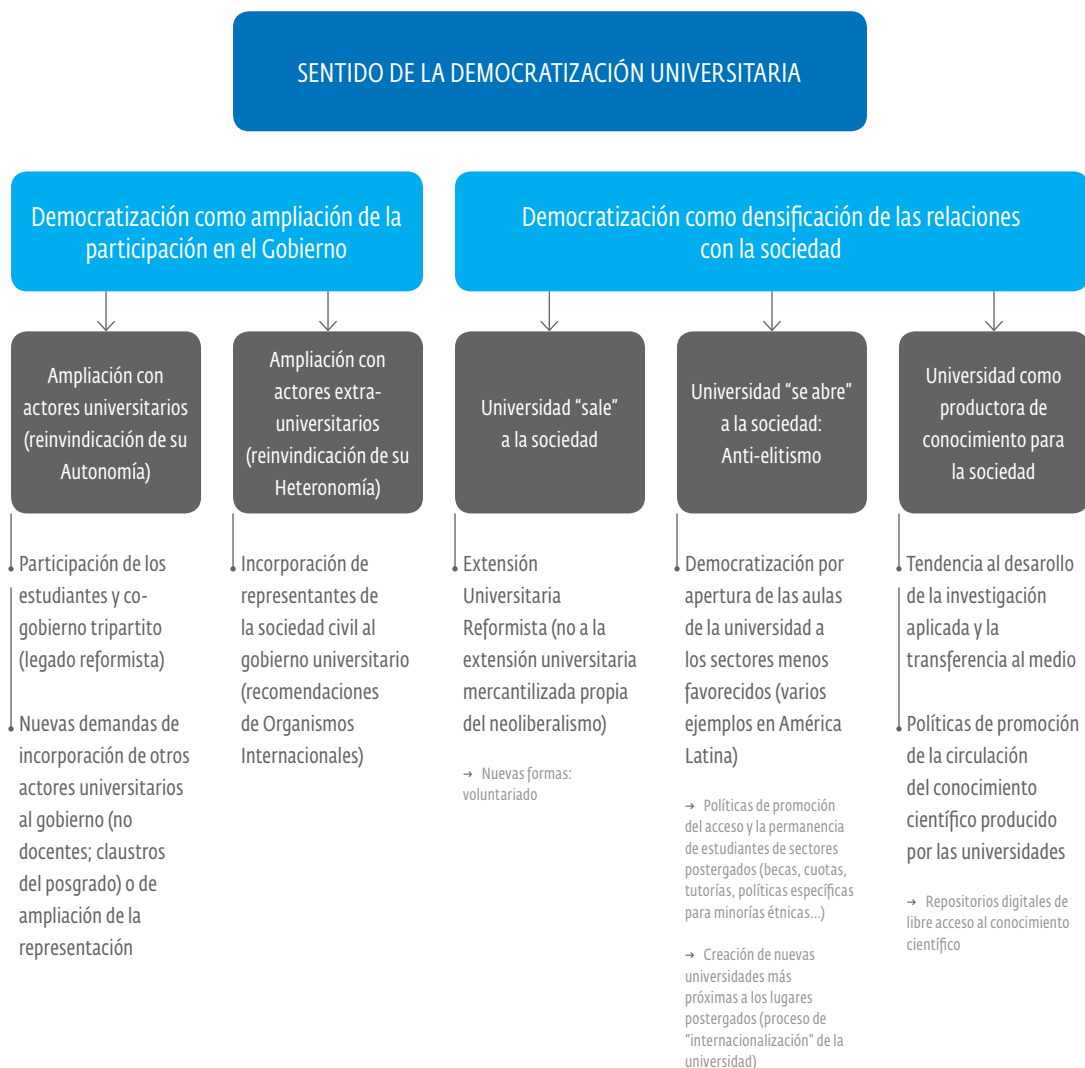 SENTIDO DE LA DEMOCRATIZACIÓN UNIVERSITARIA
Democratización como ampliación de la
participación en el Gobierno
Democratización como densificación de las relaciones
con la sociedad
Ampliación con
actores universitarios
(reinvindicación de su
Autonomía)
Ampliación con
actores extra-
universitarios
(reinvindicación de su
Heteronomía)
Universidad “sale”
a la sociedad
Universidad “se abre”
a la sociedad:
Anti-elitismo
Universidad como
productora de
conocimiento para
la sociedad
Participación de los
estudiantes y co-
gobierno tripartito
(legado reformista)
Nuevas demandas de
incorporación de otros
actores universitarios
al gobierno (no
docentes; claustros
del posgrado) o de
ampliación de la
representación
Incorporación de
representantes de
la sociedad civil al
gobierno universitario
(recomendaciones
de Organismos
Internacionales)
Extensión
Universitaria
Reformista (no a la
extensión universitaria
mercantilizada propia
del neoliberalismo)
→ Nuevas formas:
voluntariado
Democratización por
apertura de las aulas
de la universidad a
los sectores menos
favorecidos (varios
ejemplos en América
Latina)
→ Políticas de promoción
del acceso y la permanencia
de estudiantes de sectores
postergados (becas, cuotas,
tutorías, políticas específicas
para minorías étnicas...)
→ Creación de nuevas
universidades más
próximas a los lugares
postergados (proceso de
“internacionalización” de la
universidad)
Tendencia al desarollo
de la investigación
aplicada y la
transferencia al medio
Políticas de promoción
de la circulación
del conocimiento
científico producido
por las universidades
→ Repositorios digitales de
libre acceso al conocimiento
científico